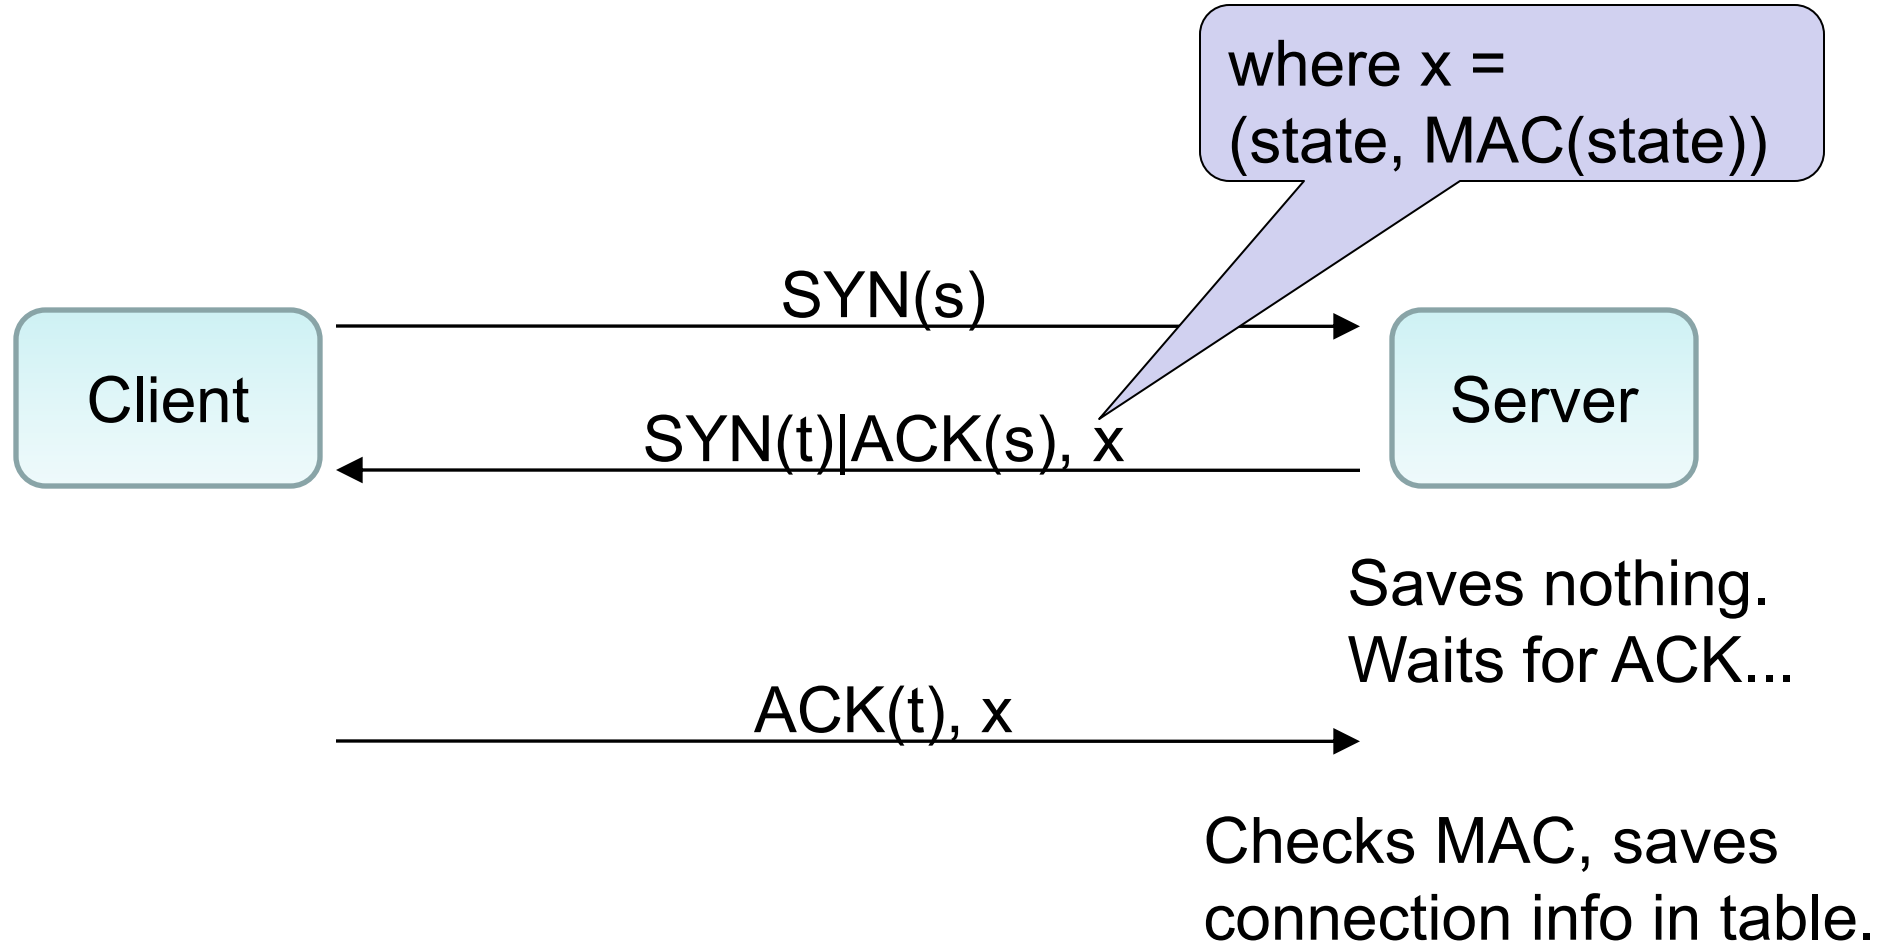 where x =
(state, MAC(state))
SYN(s)
Client
Server
SYN(t)|ACK(s), x
Saves nothing.
Waits for ACK...
ACK(t), x
Checks MAC, saves
connection info in table.